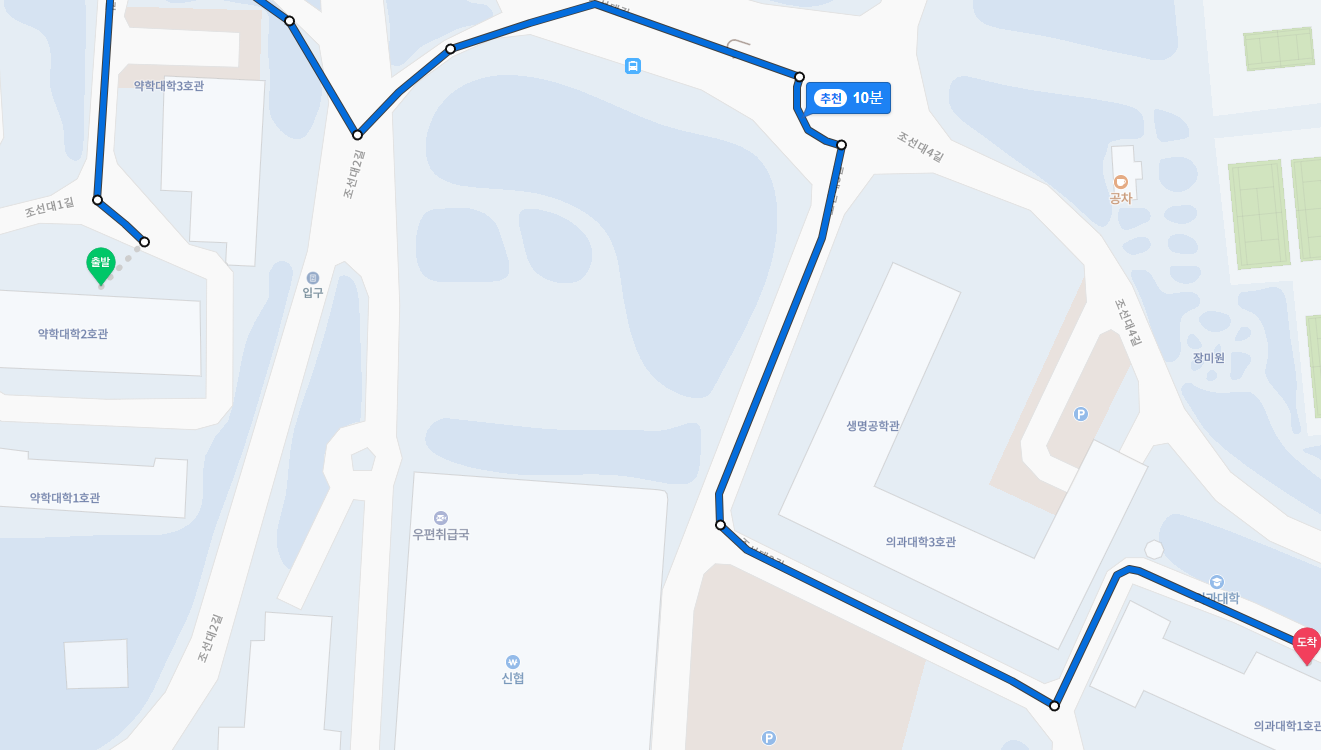 약학대학3호관
추천 10분
조선대4길
조선대2길
공차
조선대1길
출발
입구
약학대학2호관
조선대4길
장미원
P
생명공학관
약학대학1호관
우편취급국
의과대학3호관
조선대2길
도착
신협
의과대학1호관
P